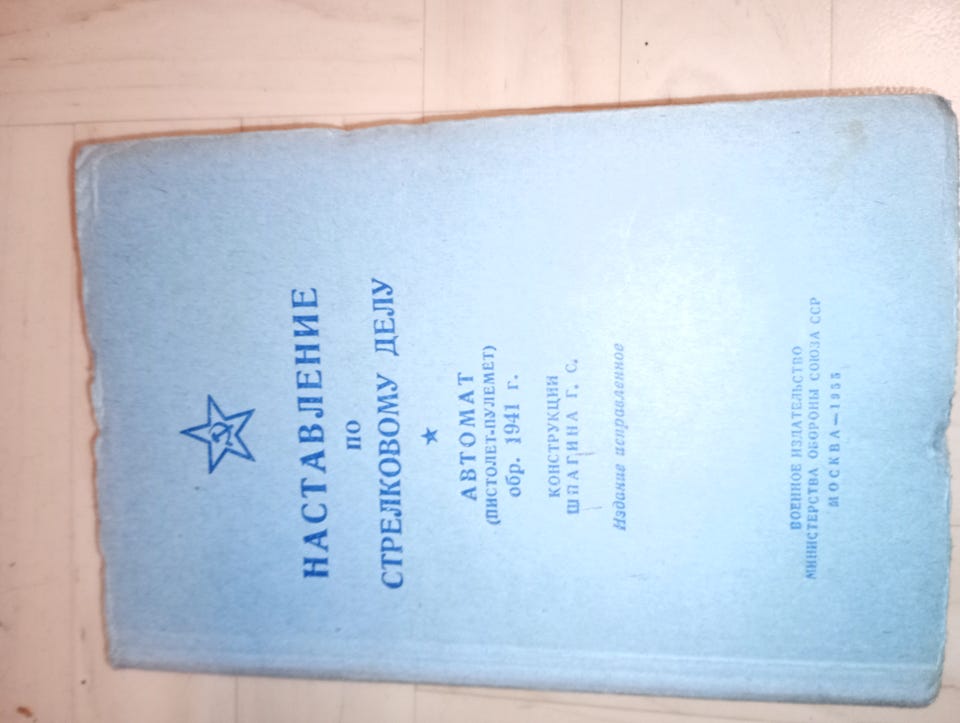 НАСТАВЛЕНИЕ
ПО
СТРЕЛКОВОМУ ДЕЛУ
АВТОМАТ
(ПИСТОЛЕТ-ПУЛЕМЕТ)
обр. 1941 г.
КОНСТРУКЦИИ
ШПАГИНА Г. С.
Издание исправленное
ВОЕННОЕ ИЗДАТЕЛЬСТВО
МИНИСТЕРСТВА ОБОРОНЫ СОЮЗА ССР
МОСКВА—1955